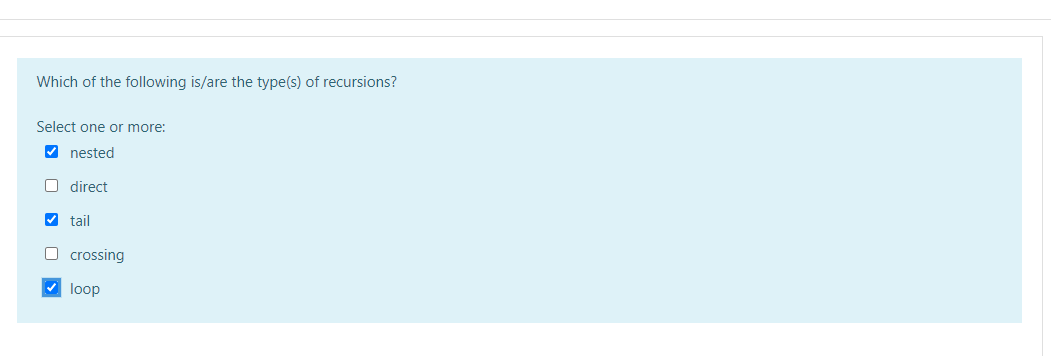 Which of the following is/are the type(s) of recursions?
Select one or more:
nested
direct
tail
crossing
loop